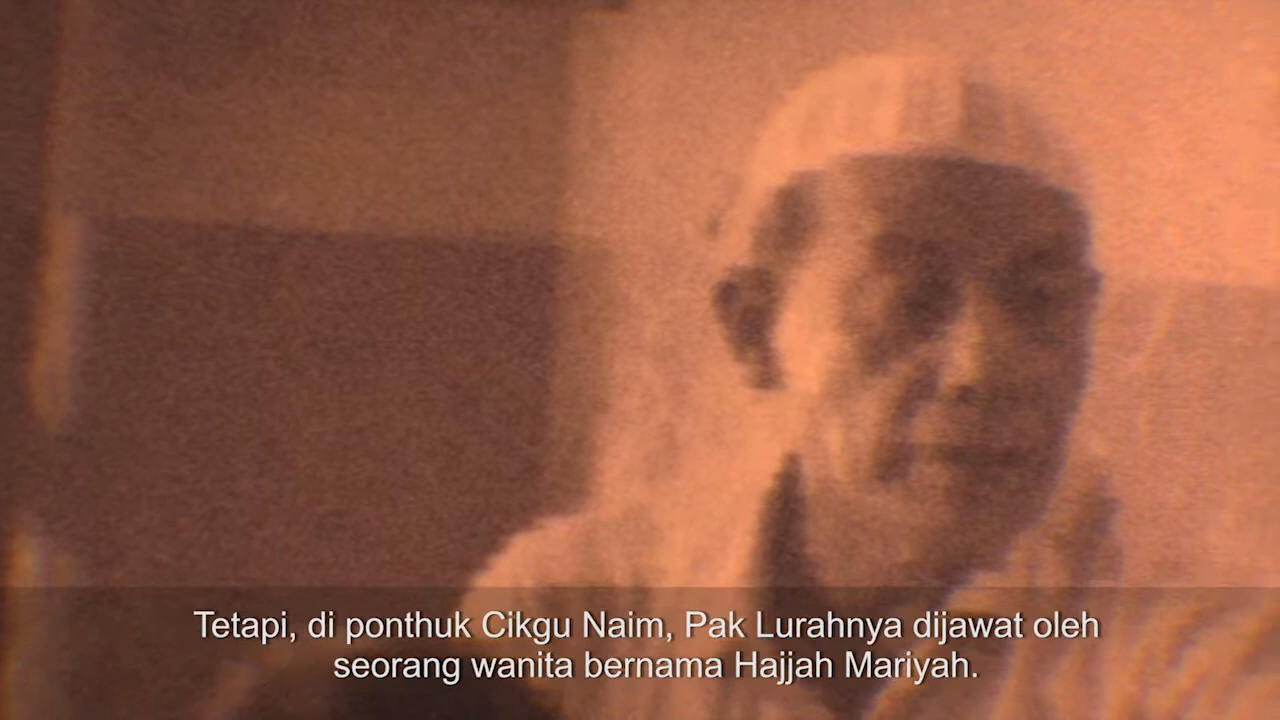 Tetapi, di ponthuk Cikgu Naim, Pak Lurahnya dijawat oleh
seorang wanita bernama Hajjah Mariyah.